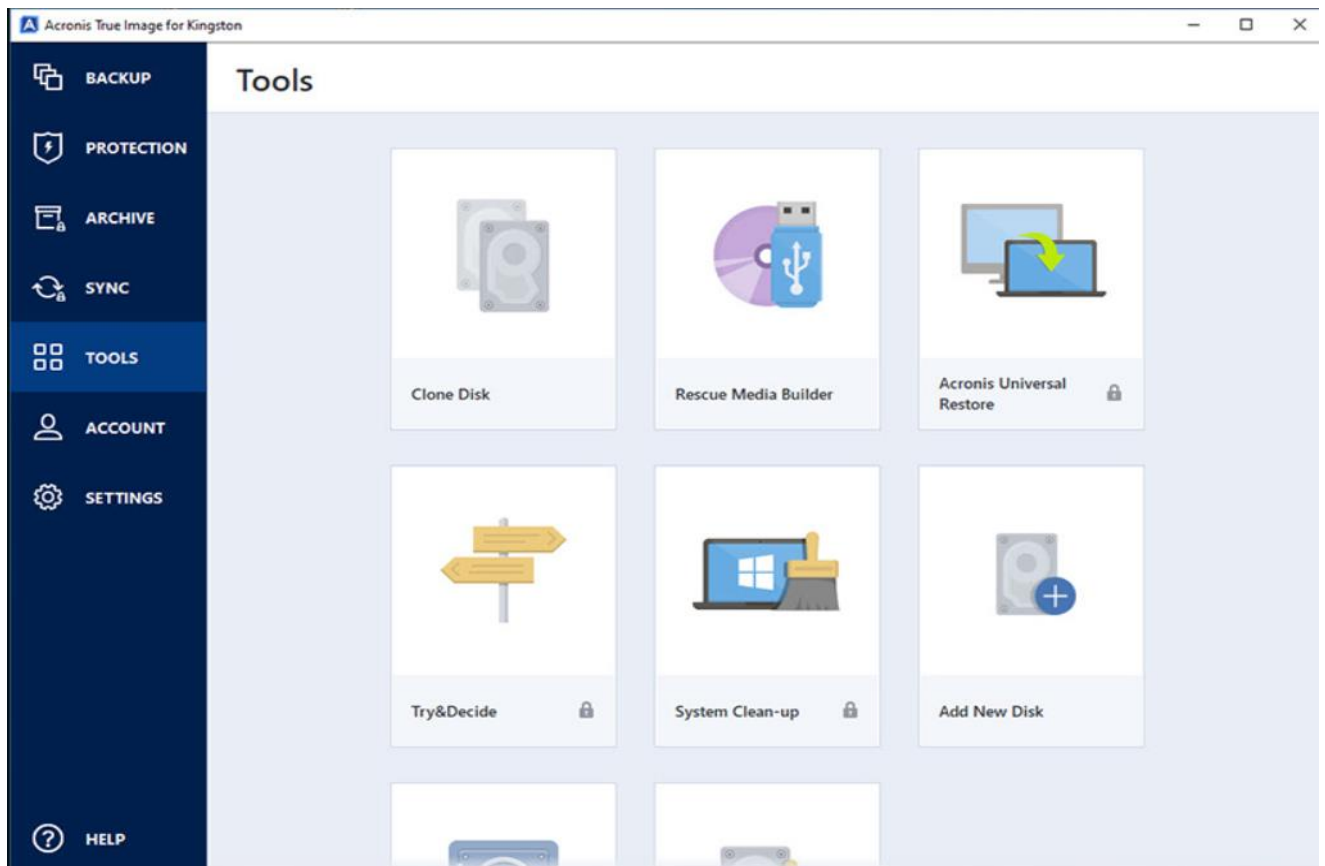 Acronis True Image for Kingston
BACKUP
PROTECTION
ARCHIVE
SYNC
TOOLS
ACCOUNT
SETTINGS
HELP
Tools
Clone Disk
Rescue Media Builder
Acronis Universal
Restore
Try&Decide
System Clean-up
Add New Disk